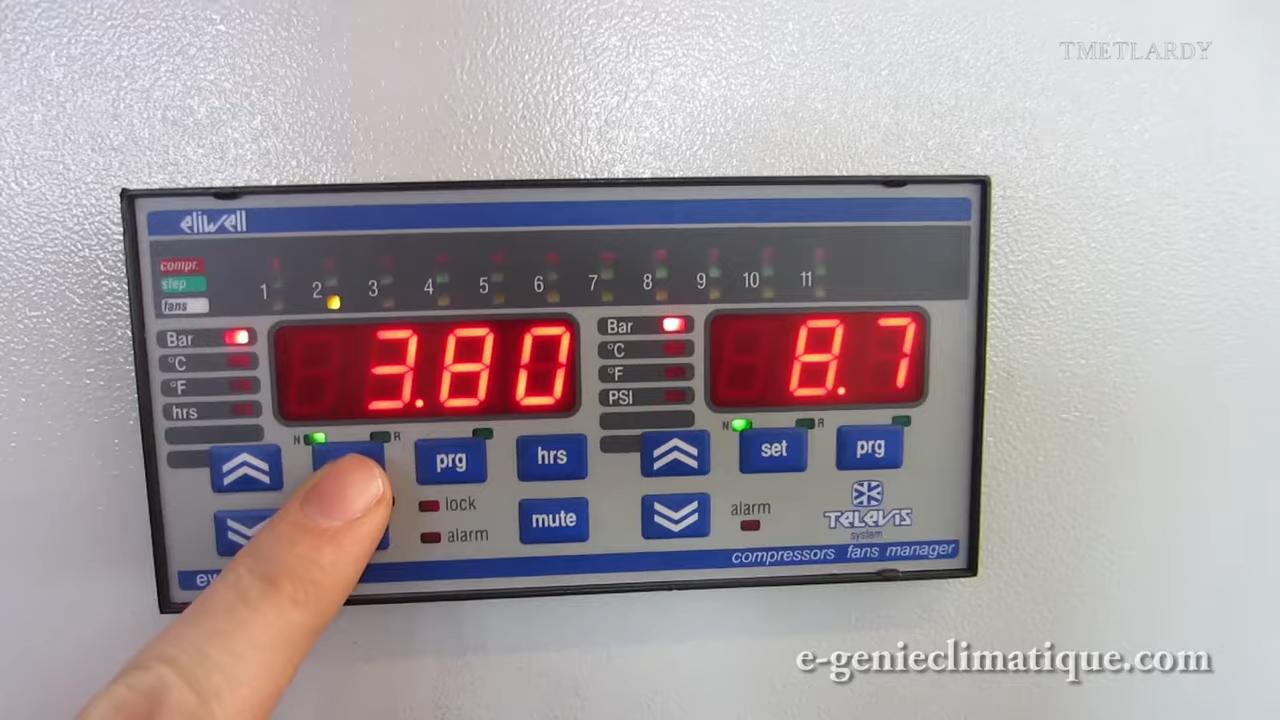 TMETLARDY
eliwell
compr.
step
fans
1 2 3 4 5 6 7 8 9 10 11
Bar
°C
°F
hrs
3.80
Bar
°C
°F
PSI
8.7
N R
N R
prg
hrs
set
prg
lock
alarm
mute
alarm
TELEVIS
system
compressors fans manager
e-genieclimatique.com